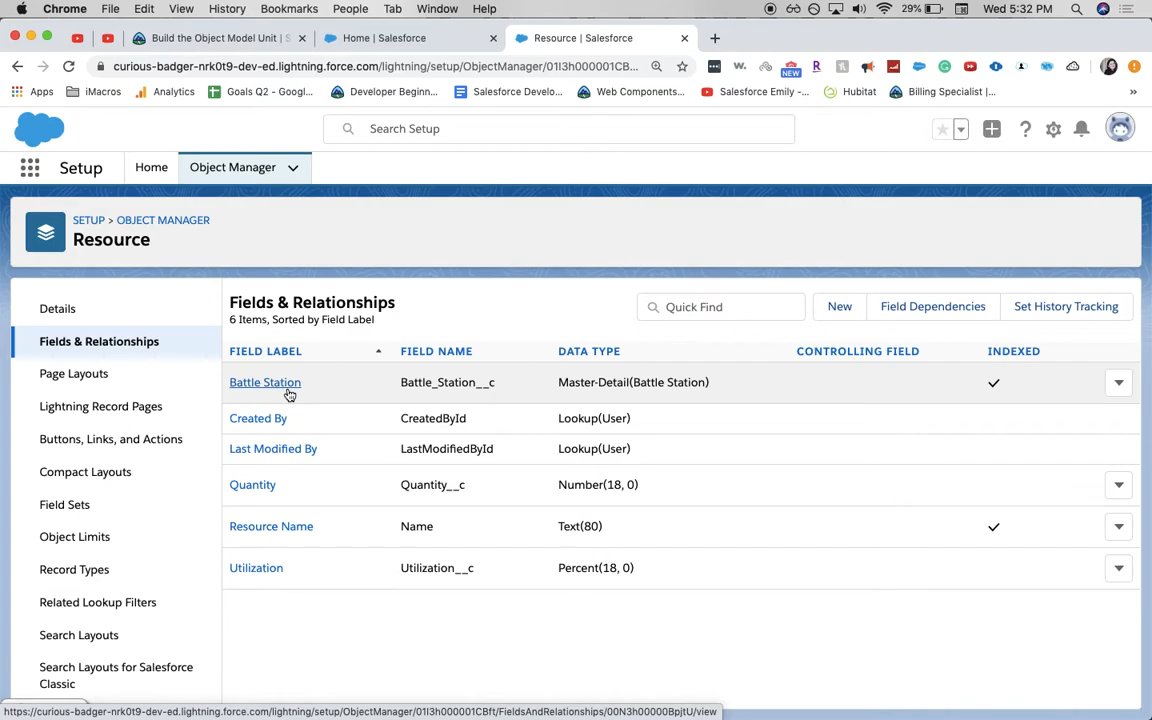 Chrome File Edit View History Bookmarks People Tab Window Help 29% Wed 5:32 PM
Build the Object Model Unit | S Home | Salesforce Resource | Salesforce
curious-badger-nrk0t9-dev-ed.lightning.force.com/lightning/setup/ObjectManager/01I3h000001CB... NEW
Apps iMacros Analytics Goals Q2 - Googl... Developer Beginn... Salesforce Develo... Web Components... Salesforce Emily -... Hubitat Billing Specialist |... »
Search Setup
Setup Home Object Manager
SETUP > OBJECT MANAGER
Resource
Details
Fields & Relationships
Page Layouts
Lightning Record Pages
Buttons, Links, and Actions
Compact Layouts
Field Sets
Object Limits
Record Types
Related Lookup Filters
Search Layouts
Search Layouts for Salesforce
Classic
Fields & Relationships
6 Items, Sorted by Field Label
Quick Find New Field Dependencies Set History Tracking
FIELD LABEL FIELD NAME DATA TYPE CONTROLLING FIELD INDEXED
Battle Station Battle_Station__c Master-Detail(Battle Station)
Created By CreatedById Lookup(User)
Last Modified By LastModifiedById Lookup(User)
Quantity Quantity__c Number(18, 0)
Resource Name Name Text(80)
Utilization Utilization__c Percent(18, 0)
https://curious-badger-nrk0t9-dev-ed.lightning.force.com/lightning/setup/ObjectManager/01I3h000001CBft/FieldsAndRelationships/00N3h00000BpjtU/view